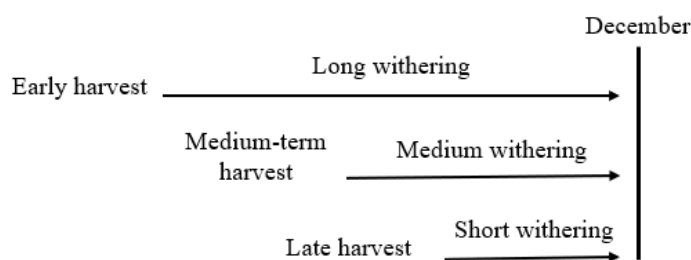 December
Long withering
Early harvest
Medium-term
harvest
Medium withering
Short withering
Late harvest